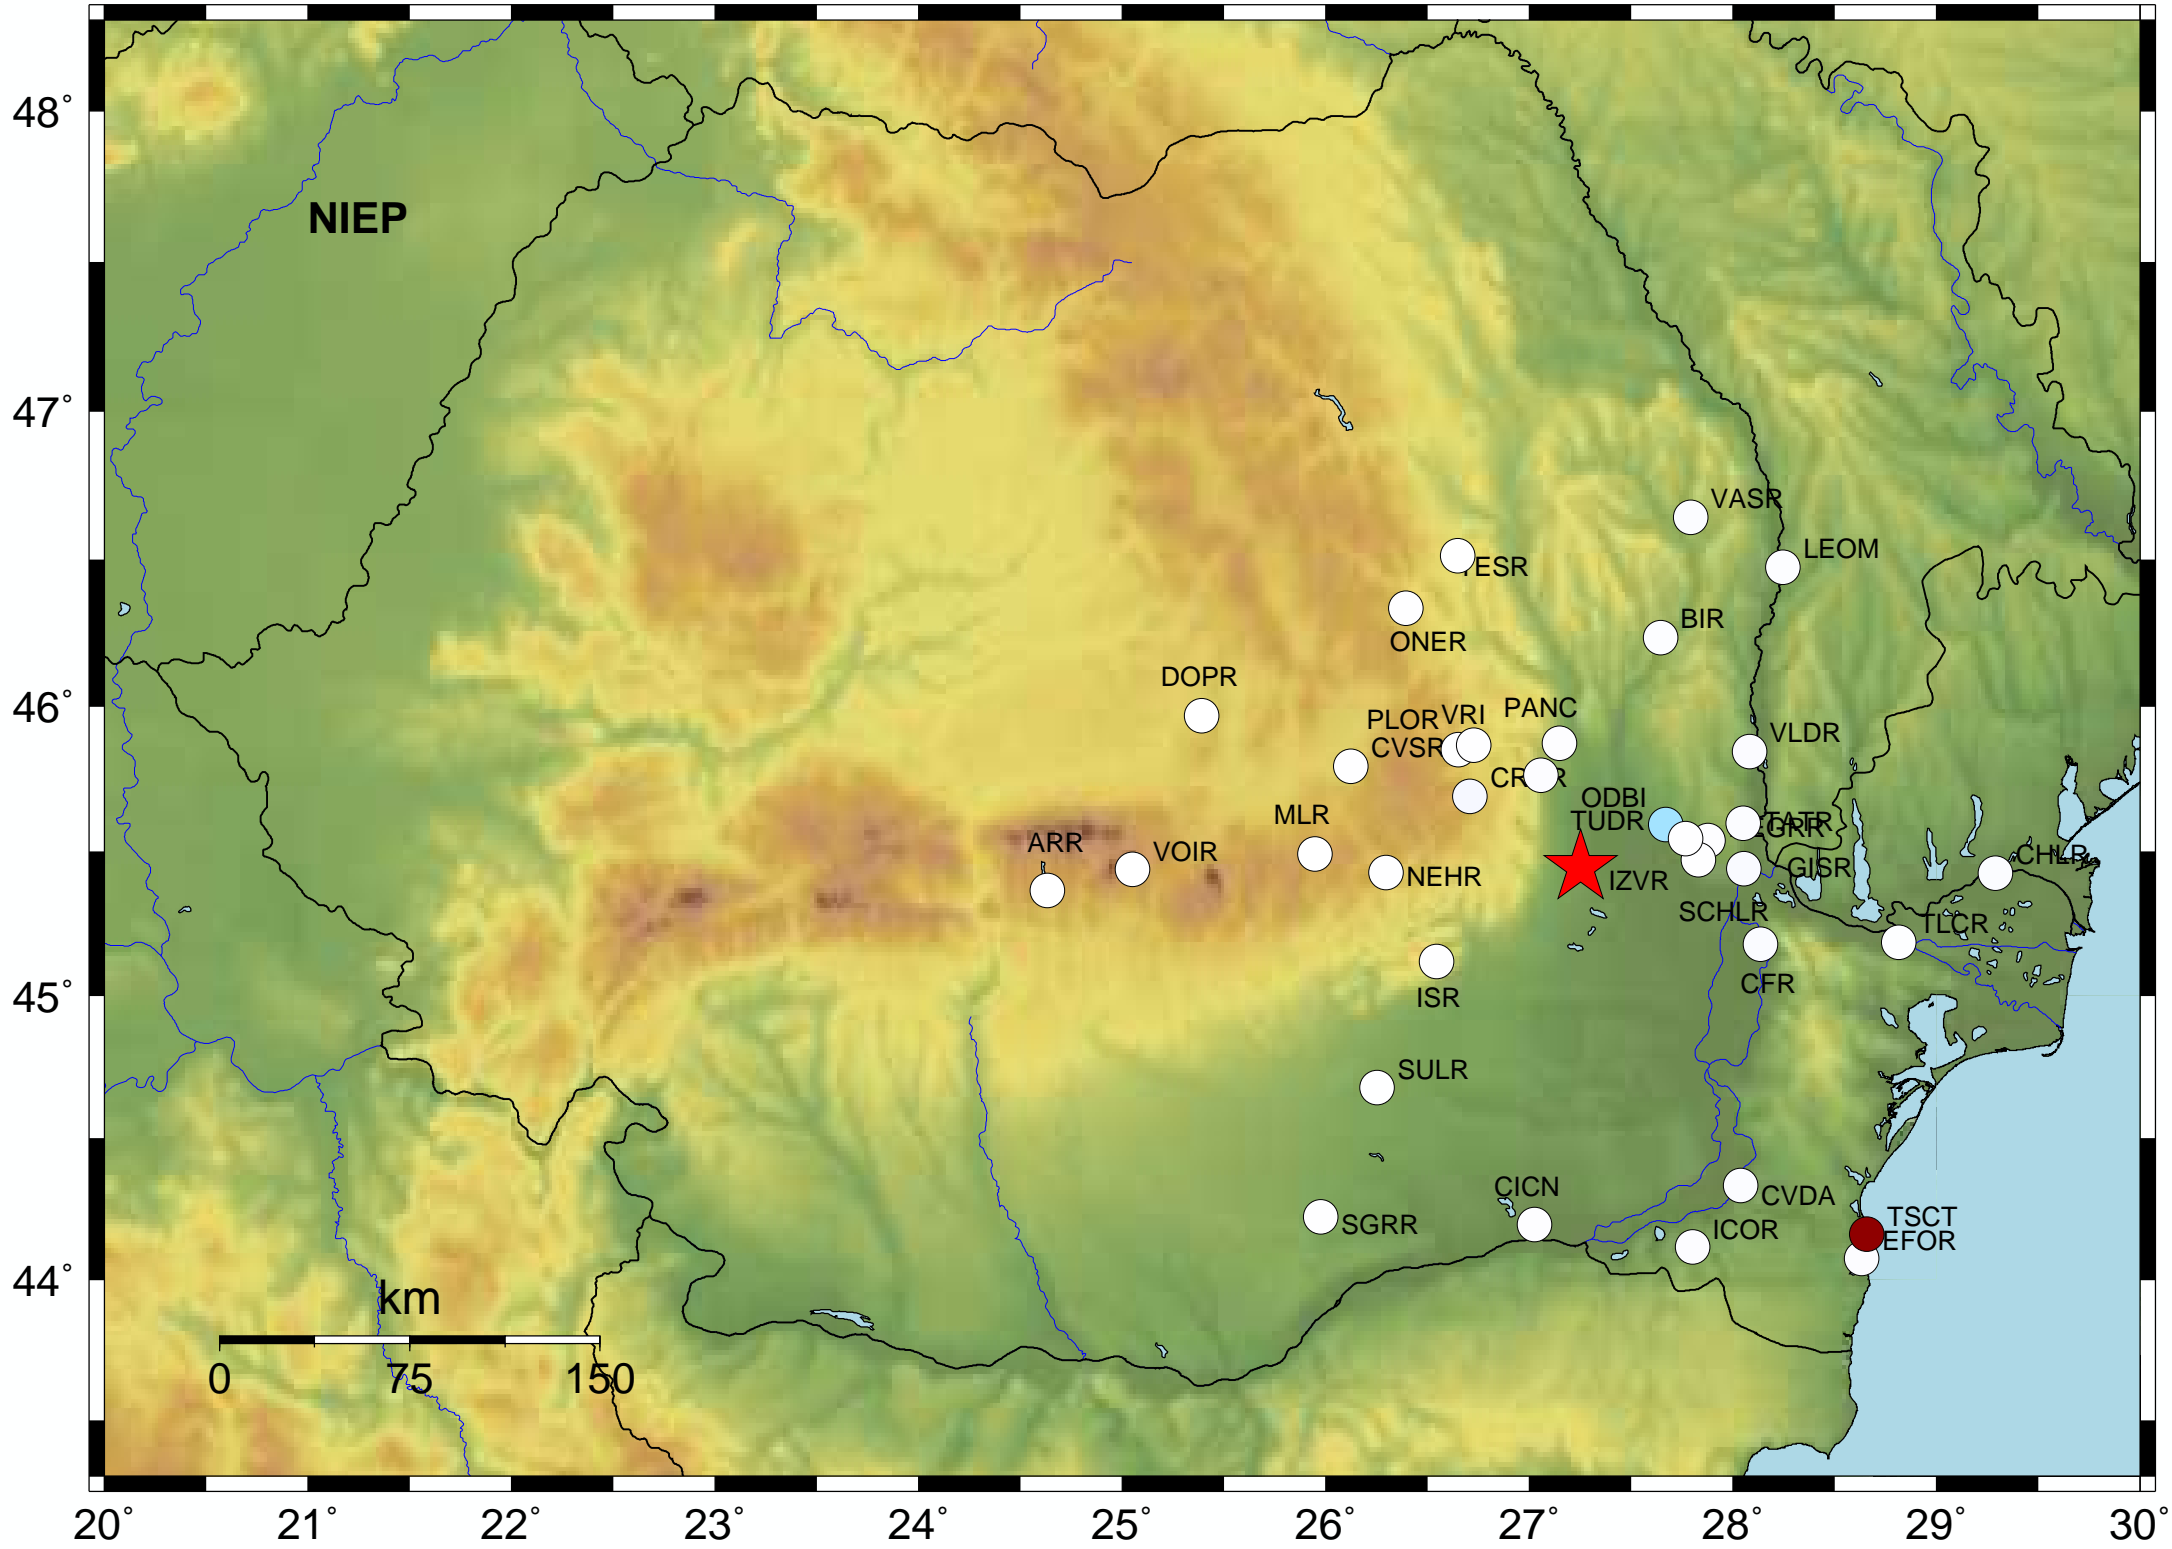 48°
NIEP
47°
VASR
LEOM
ONER
BIR
DOPR
46°
PLOR VRI PANC
CVSR
VLDR
ODBI
MLR
TUDR
ARR
VOIR
CHLR
NEHR
IZVR
GISR
SCHLR
TLCR
CFR
45°
ISR
SULR
CICN
CVDA
SGRR
ICOR
TSCT
EFOR
44°
km
0 75 150
20° 21° 22° 23° 24° 25° 26° 27° 28° 29° 30°